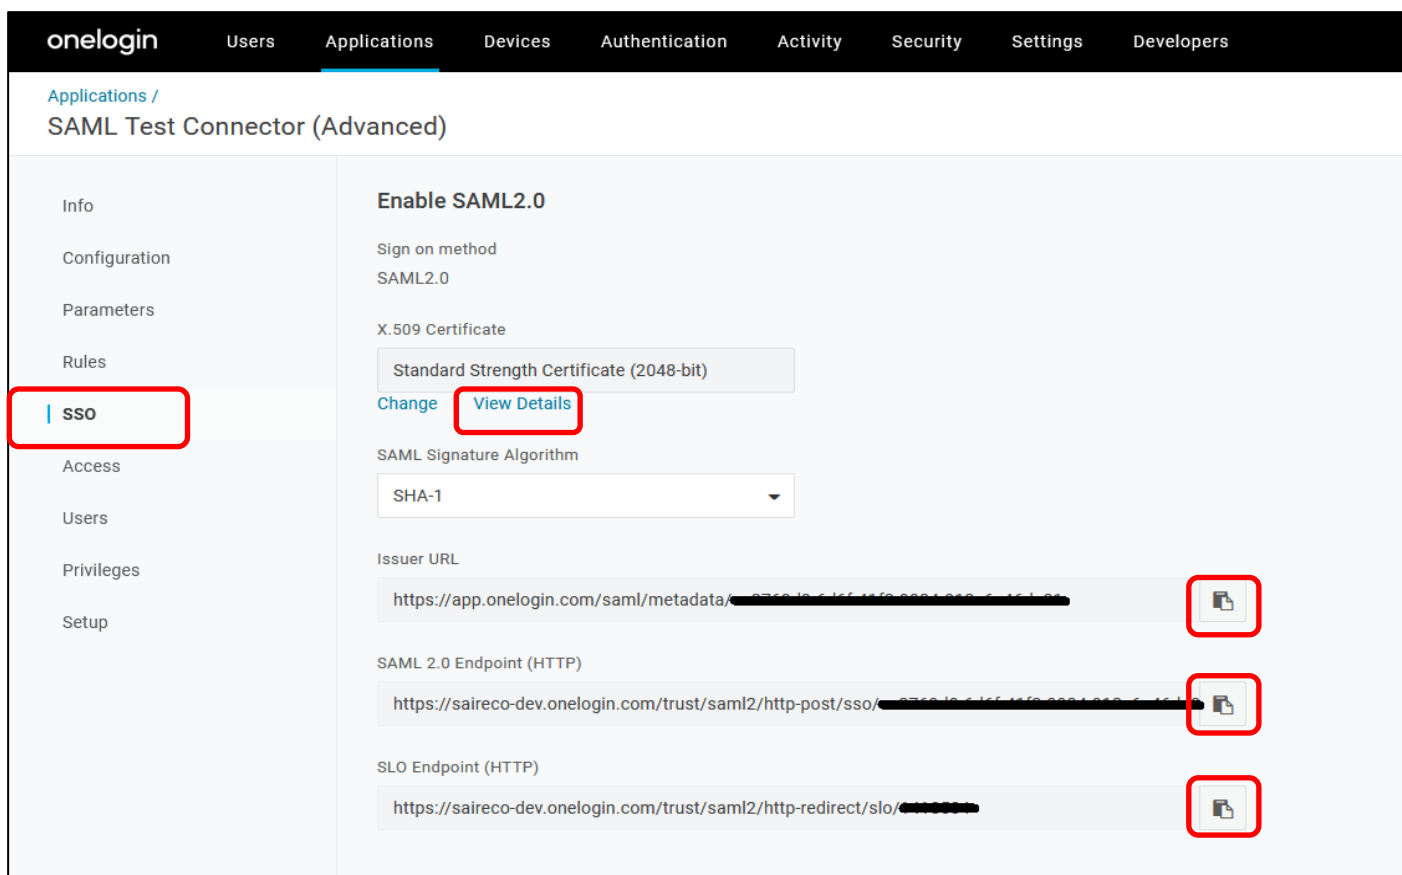 onelogin Users Applications Devices Authentication Activity Security Settings Developers
Applications /
SAML Test Connector (Advanced)
Info
Configuration
Parameters
Rules
SSO
Access
Users
Privileges
Setup
Enable SAML2.0
Sign on method
SAML2.0
X.509 Certificate
Standard Strength Certificate (2048-bit)
Change View Details
SAML Signature Algorithm
SHA-1
Issuer URL
https://app.onelogin.com/saml/metadata/
SAML 2.0 Endpoint (HTTP)
https://saireco-dev.onelogin.com/trust/saml2/http-post/sso/
SLO Endpoint (HTTP)
https://saireco-dev.onelogin.com/trust/saml2/http-redirect/slo/